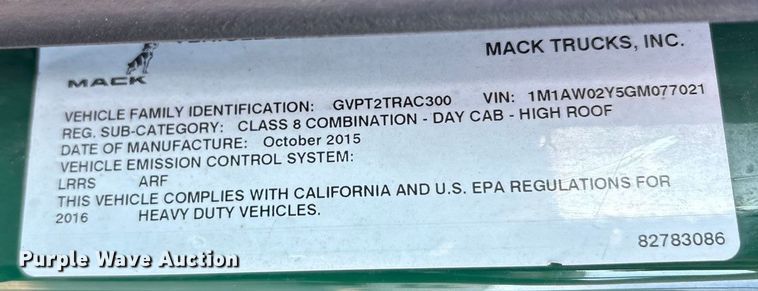 MACK TRUCKS, INC.
MACK
VEHICLE FAMILY IDENTIFICATION: GVPT2TRAC300 VIN: 1M1AW02Y5GM077021
REG. SUB-CATEGORY: CLASS 8 COMBINATION - DAY CAB - HIGH ROOF
DATE OF MANUFACTURE: October 2015
VEHICLE EMISSION CONTROL SYSTEM:
LRRS ARF
THIS VEHICLE COMPLIES WITH CALIFORNIA AND U.S. EPA REGULATIONS FOR
2016 HEAVY DUTY VEHICLES.
82783086
Purple Wave Auction